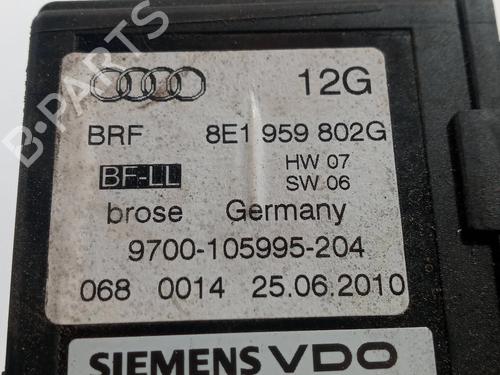 12G
BRF 8E1 959 802G
BF-LL HW 07
SW 06
brose Germany
9700-105995-204
068 0014 25.06.2010
SIEMENS VDO
B-PARTS